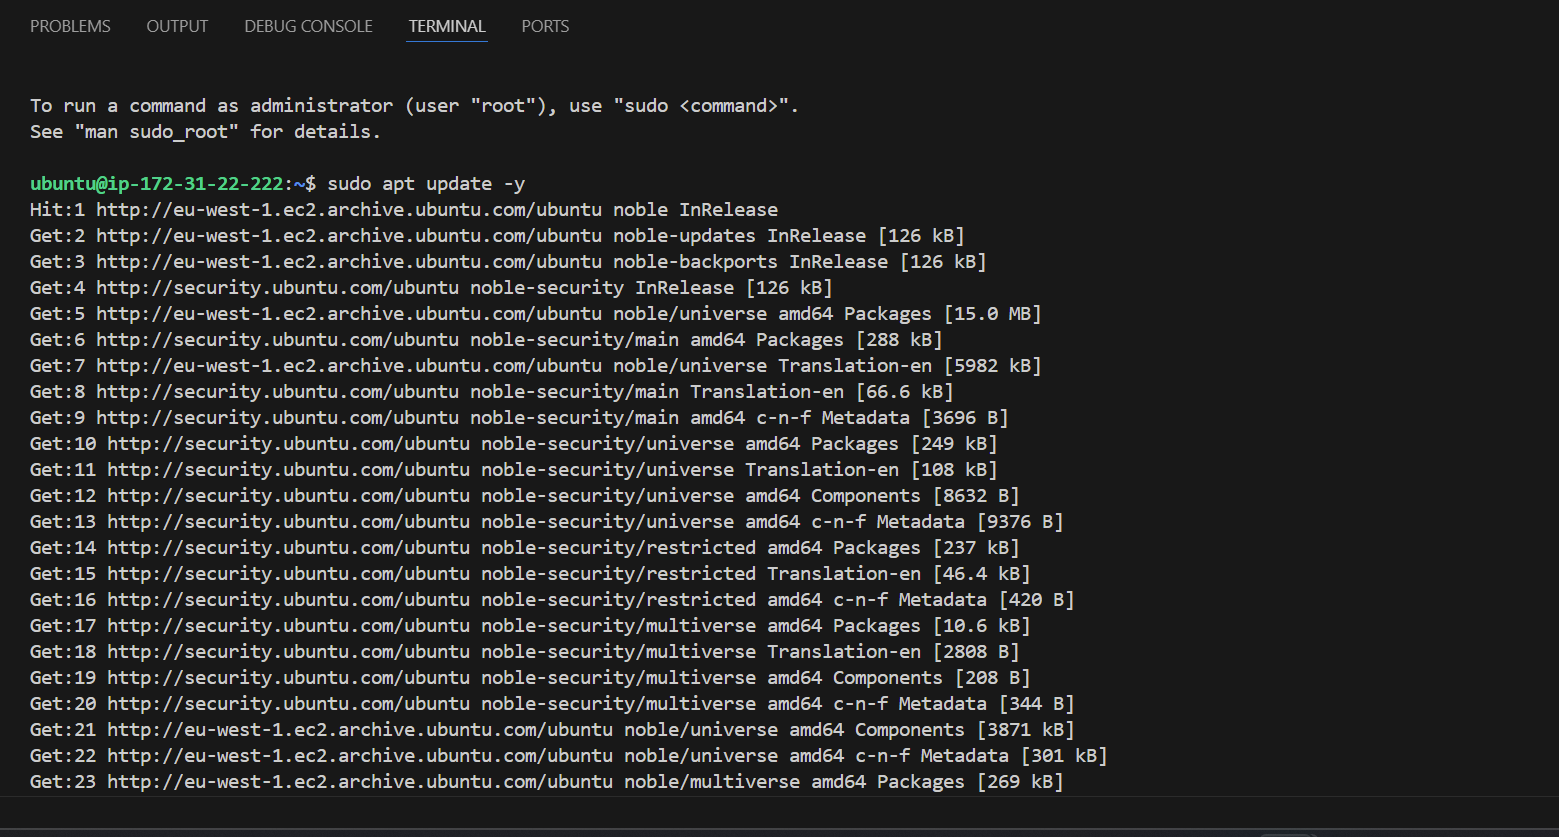 PROBLEMS OUTPUT DEBUG CONSOLE TERMINAL PORTS
To run a command as administrator (user "root"), use "sudo <command>".
See "man sudo_root" for details.
ubuntu@ip-172-31-22-222:~$ sudo apt update -y
Hit:1 http://eu-west-1.ec2.archive.ubuntu.com/ubuntu noble InRelease
Get:2 http://eu-west-1.ec2.archive.ubuntu.com/ubuntu noble-updates InRelease [126 kB]
Get:3 http://eu-west-1.ec2.archive.ubuntu.com/ubuntu noble-backports InRelease [126 kB]
Get:4 http://security.ubuntu.com/ubuntu noble-security InRelease [126 kB]
Get:5 http://eu-west-1.ec2.archive.ubuntu.com/ubuntu noble/universe amd64 Packages [15.0 MB]
Get:6 http://security.ubuntu.com/ubuntu noble-security/main amd64 Packages [288 kB]
Get:7 http://eu-west-1.ec2.archive.ubuntu.com/ubuntu noble/universe Translation-en [5982 kB]
Get:8 http://security.ubuntu.com/ubuntu noble-security/main Translation-en [66.6 kB]
Get:9 http://security.ubuntu.com/ubuntu noble-security/main amd64 c-n-f Metadata [3696 B]
Get:10 http://security.ubuntu.com/ubuntu noble-security/universe amd64 Packages [249 kB]
Get:11 http://security.ubuntu.com/ubuntu noble-security/universe Translation-en [108 kB]
Get:12 http://security.ubuntu.com/ubuntu noble-security/universe amd64 Components [8632 B]
Get:13 http://security.ubuntu.com/ubuntu noble-security/universe amd64 c-n-f Metadata [9376 B]
Get:14 http://security.ubuntu.com/ubuntu noble-security/restricted amd64 Packages [237 kB]
Get:15 http://security.ubuntu.com/ubuntu noble-security/restricted Translation-en [46.4 kB]
Get:16 http://security.ubuntu.com/ubuntu noble-security/restricted amd64 c-n-f Metadata [420 B]
Get:17 http://security.ubuntu.com/ubuntu noble-security/multiverse amd64 Packages [10.6 kB]
Get:18 http://security.ubuntu.com/ubuntu noble-security/multiverse Translation-en [2808 B]
Get:19 http://security.ubuntu.com/ubuntu noble-security/multiverse amd64 Components [208 B]
Get:20 http://security.ubuntu.com/ubuntu noble-security/multiverse amd64 c-n-f Metadata [344 B]
Get:21 http://eu-west-1.ec2.archive.ubuntu.com/ubuntu noble/universe amd64 Components [3871 kB]
Get:22 http://eu-west-1.ec2.archive.ubuntu.com/ubuntu noble/universe amd64 c-n-f Metadata [301 kB]
Get:23 http://eu-west-1.ec2.archive.ubuntu.com/ubuntu noble/multiverse amd64 Packages [269 kB]